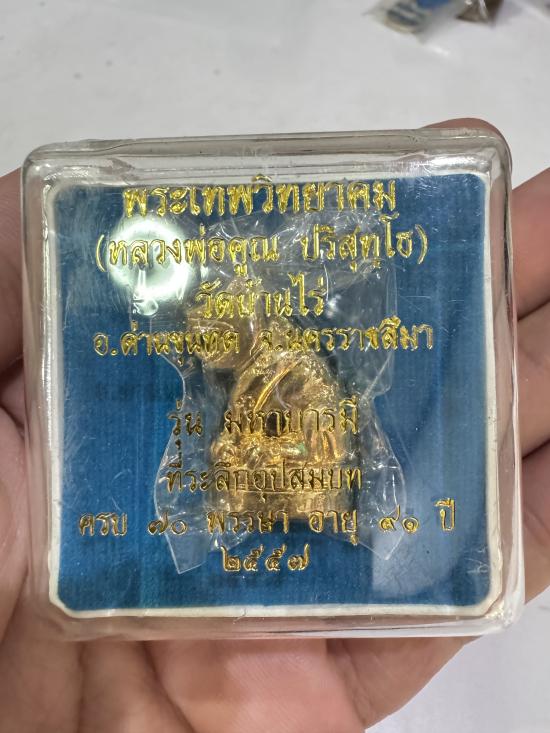 พระเทพวิทยาคม
(หลวงพ่อคูณ ปริสุทฺโธ)
วัดบ้านไร่
อ.ด่านขุนทด จ.นครราชสีมา
รุ่น มหาบารมี
ที่ระลึกอุปสมบท
ครบ ๗๐ พรรษา อายุ ๙๑ ปี
๒๕๕๗